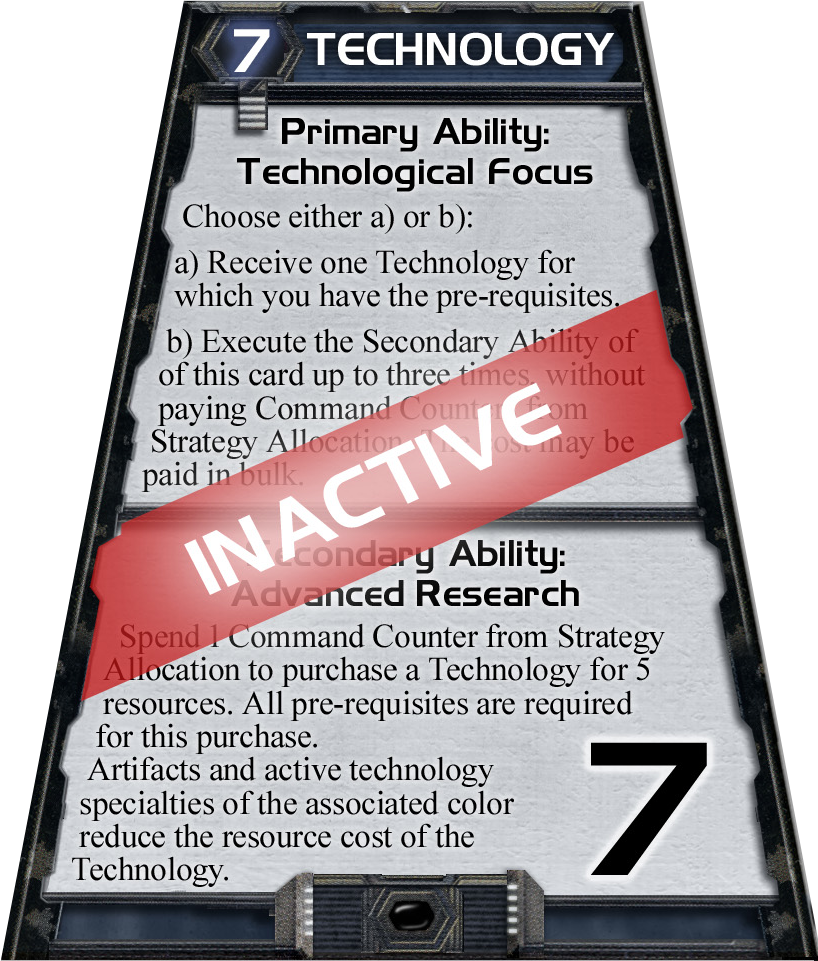 7 TECHNOLOGY
Primary Ability:
Technological Focus
Choose either a) or b):
a) Receive one Technology for
which you have the pre-requisites.
b) Execute the Secondary Ability of
of this card up to three times, without
paying Command Counters from
Strategy Allocation. The cost may be
paid in bulk.
INACTIVE
Secondary Ability:
Advanced Research
Spend 1 Command Counter from Strategy
Allocation to purchase a Technology for 5
resources. All pre-requisites are required
for this purchase.
Artifacts and active technology
specialties of the associated color
reduce the resource cost of the
Technology.
7